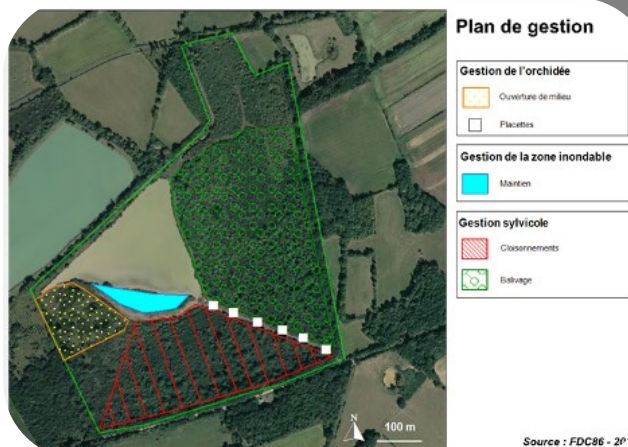 Plan de gestion
Gestion de l'orchidée
Ouverture de milieu
Placettes
Gestion de la zone inondable
Maintien
Gestion sylvicole
Cloisonnements
Balivage
N
100 m
Source : FDC86 -